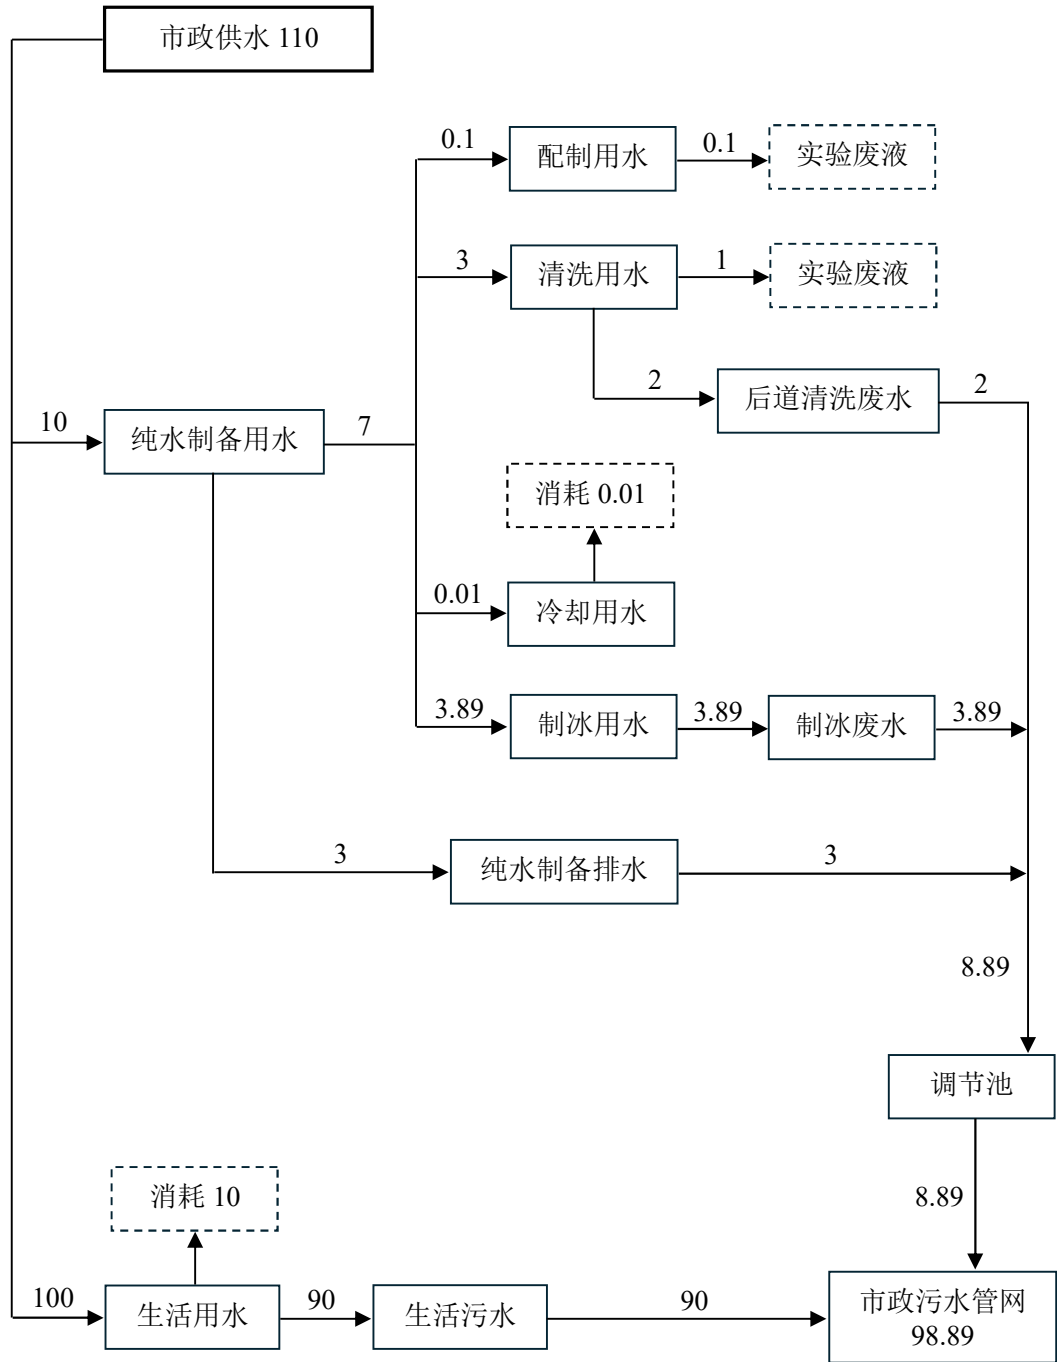 市政供水 110
0.1
配制用水
0.1
实验废液
3
清洗用水
1
实验废液
2
后道清洗废水
2
10
纯水制备用水
7
消耗 0.01
0.01
冷却用水
3.89
制冰用水
3.89
制冰废水
3.89
3
纯水制备排水
3
8.89
调节池
消耗 10
8.89
100
生活用水
90
生活污水
90
市政污水管网
98.89